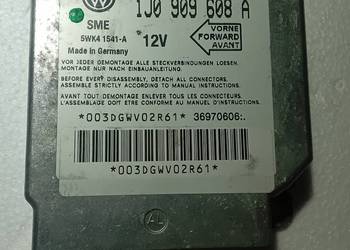 1J0 909 608 A
SME
5WK4 1541-A
12V
Made in Germany
VORNE
FORWARD
AVANT
VOR JEDER DEMONTAGE ALLE STECKVERBINDUNGEN LOESEN.
MONTAGE NUR NACH EINBAUANLEITUNG.
BEFORE EVERY DISASSEMBLY, DETACH ALL CONNECTORS.
ASSEMBLE STRICTLY ACCORDING TO MANUAL INSTRUCTIONS.
AVANT TOUT DEMONTAGE ENLEVER TOUS LES CONNECTEURS.
L'ASSEMBLAGE DOIT ETRE CONFORME AU MANUEL D'INSTRUCTIONS.
*003DGWV02R61* 36970606:.
*003DGWV02R61*
AL